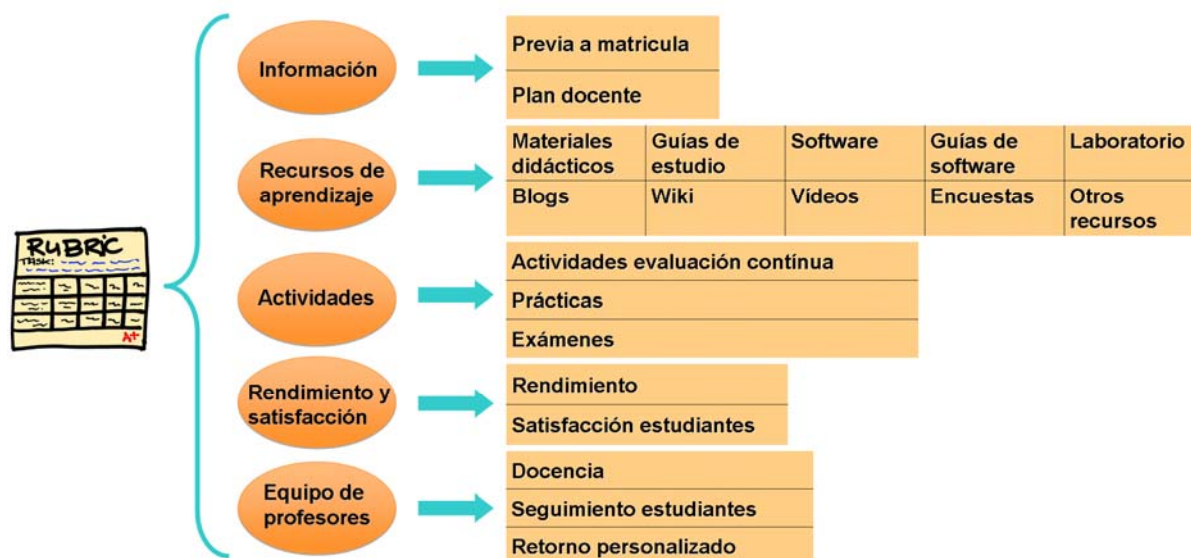 RUBRIC
TASK:
A+
Información
Previa a matricula
Plan docente
Recursos de
aprendizaje
Materiales
didácticos
Guías de
estudio
Software
Guías de
software
Laboratorio
Blogs
Wiki
Vídeos
Encuestas
Otros
recursos
Actividades
Actividades evaluación contínua
Prácticas
Exámenes
Rendimiento y
satisfacción
Rendimiento
Satisfacción estudiantes
Equipo de
profesores
Docencia
Seguimiento estudiantes
Retorno personalizado